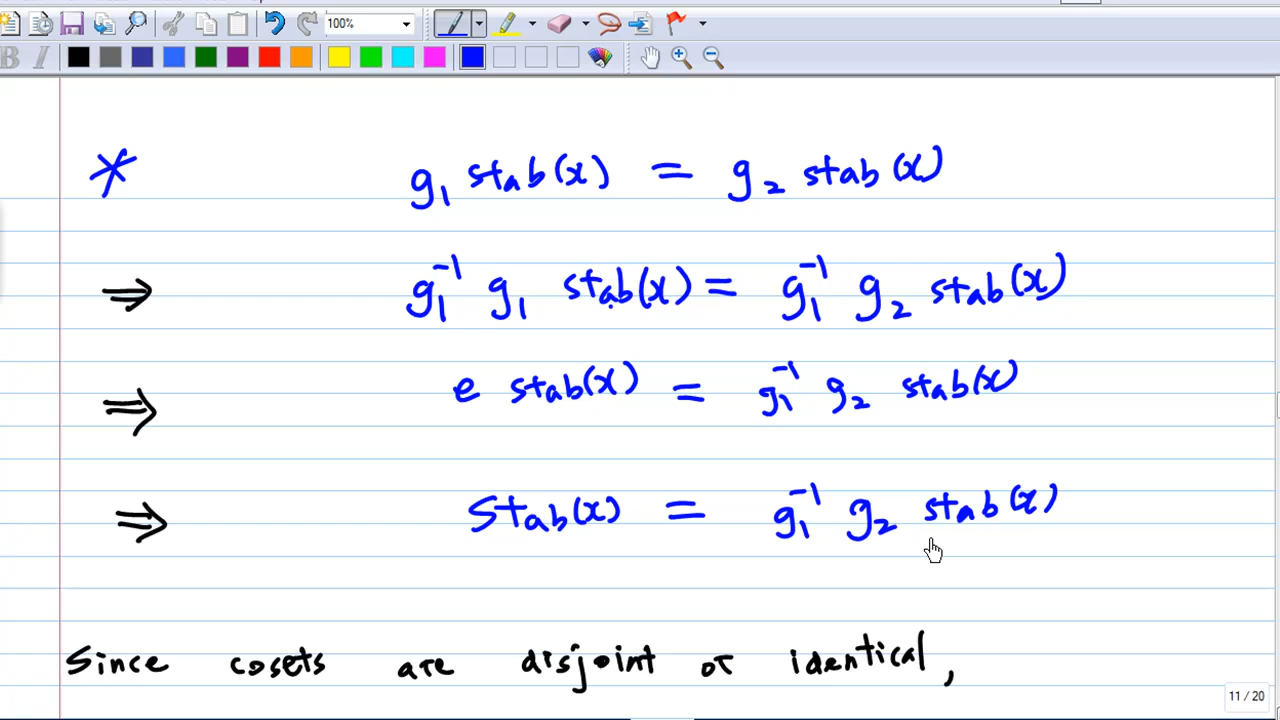 100%
B I
* g₁ stab(x) = g₂ stab(x)
⇒ g₁⁻¹ g₁ stab(x) = g₁⁻¹ g₂ stab(x)
⇒ e stab(x) = g₁⁻¹ g₂ stab(x)
⇒ Stab(x) = g₁⁻¹ g₂ stab(x)
Since cosets are disjoint or identical,
11 / 20